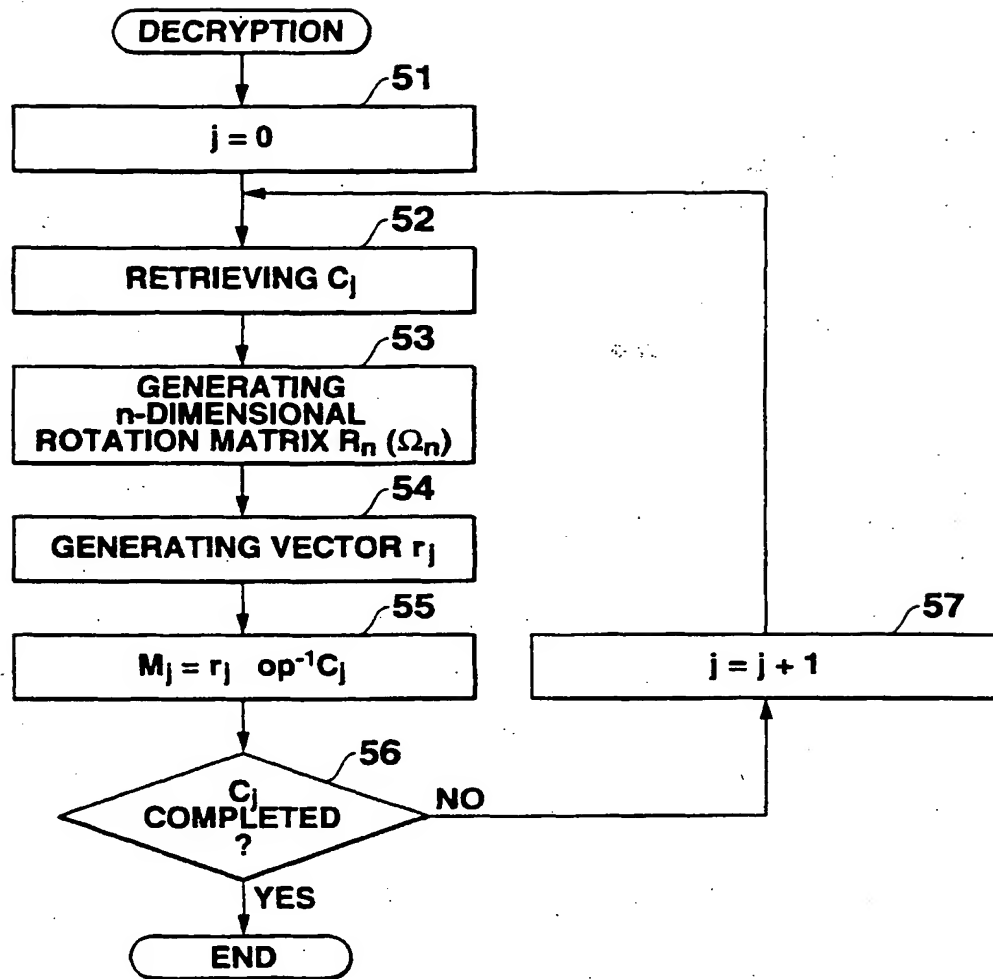 DECRYPTION
51
j = 0
52
RETRIEVING Cj
53
GENERATING
n-DIMENSIONAL
ROTATION MATRIX Rn (Ωn)
54
GENERATING VECTOR rj
55
Mj = rj op-1Cj
57
j = j + 1
56
Cj
COMPLETED
?
NO
YES
END